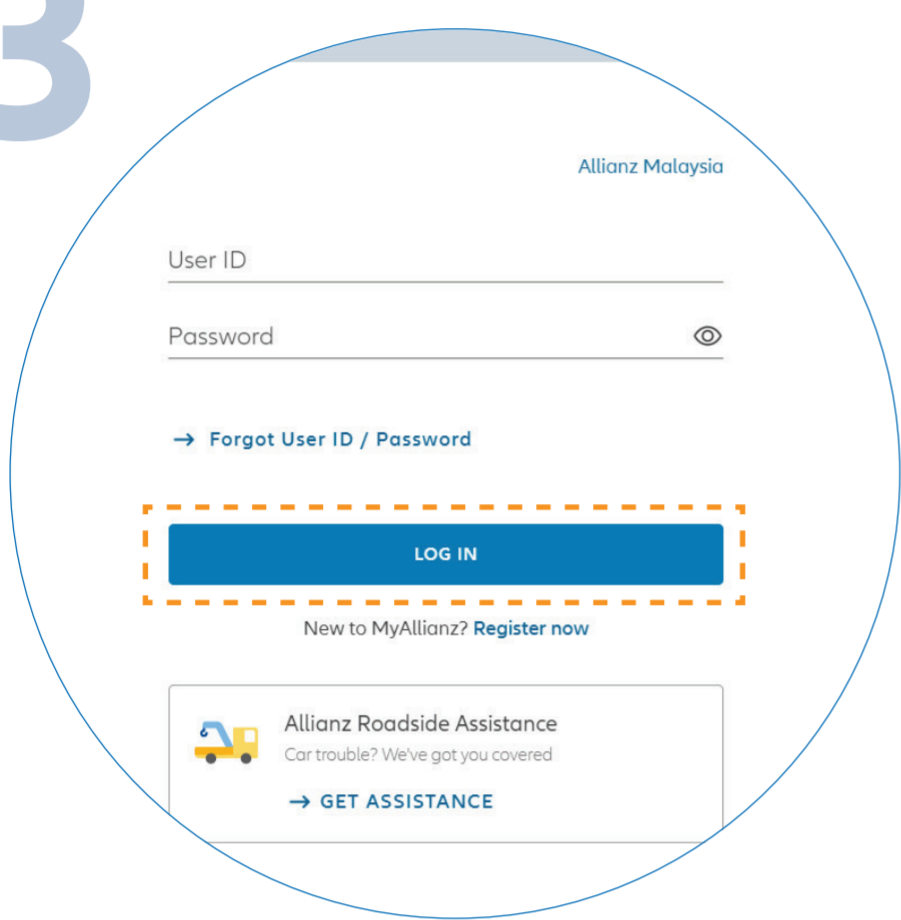 3
Allianz Malaysia
User ID
Password
→ Forgot User ID / Password
LOG IN
New to MyAllianz? Register now
Allianz Roadside Assistance
Car trouble? We've got you covered
→ GET ASSISTANCE